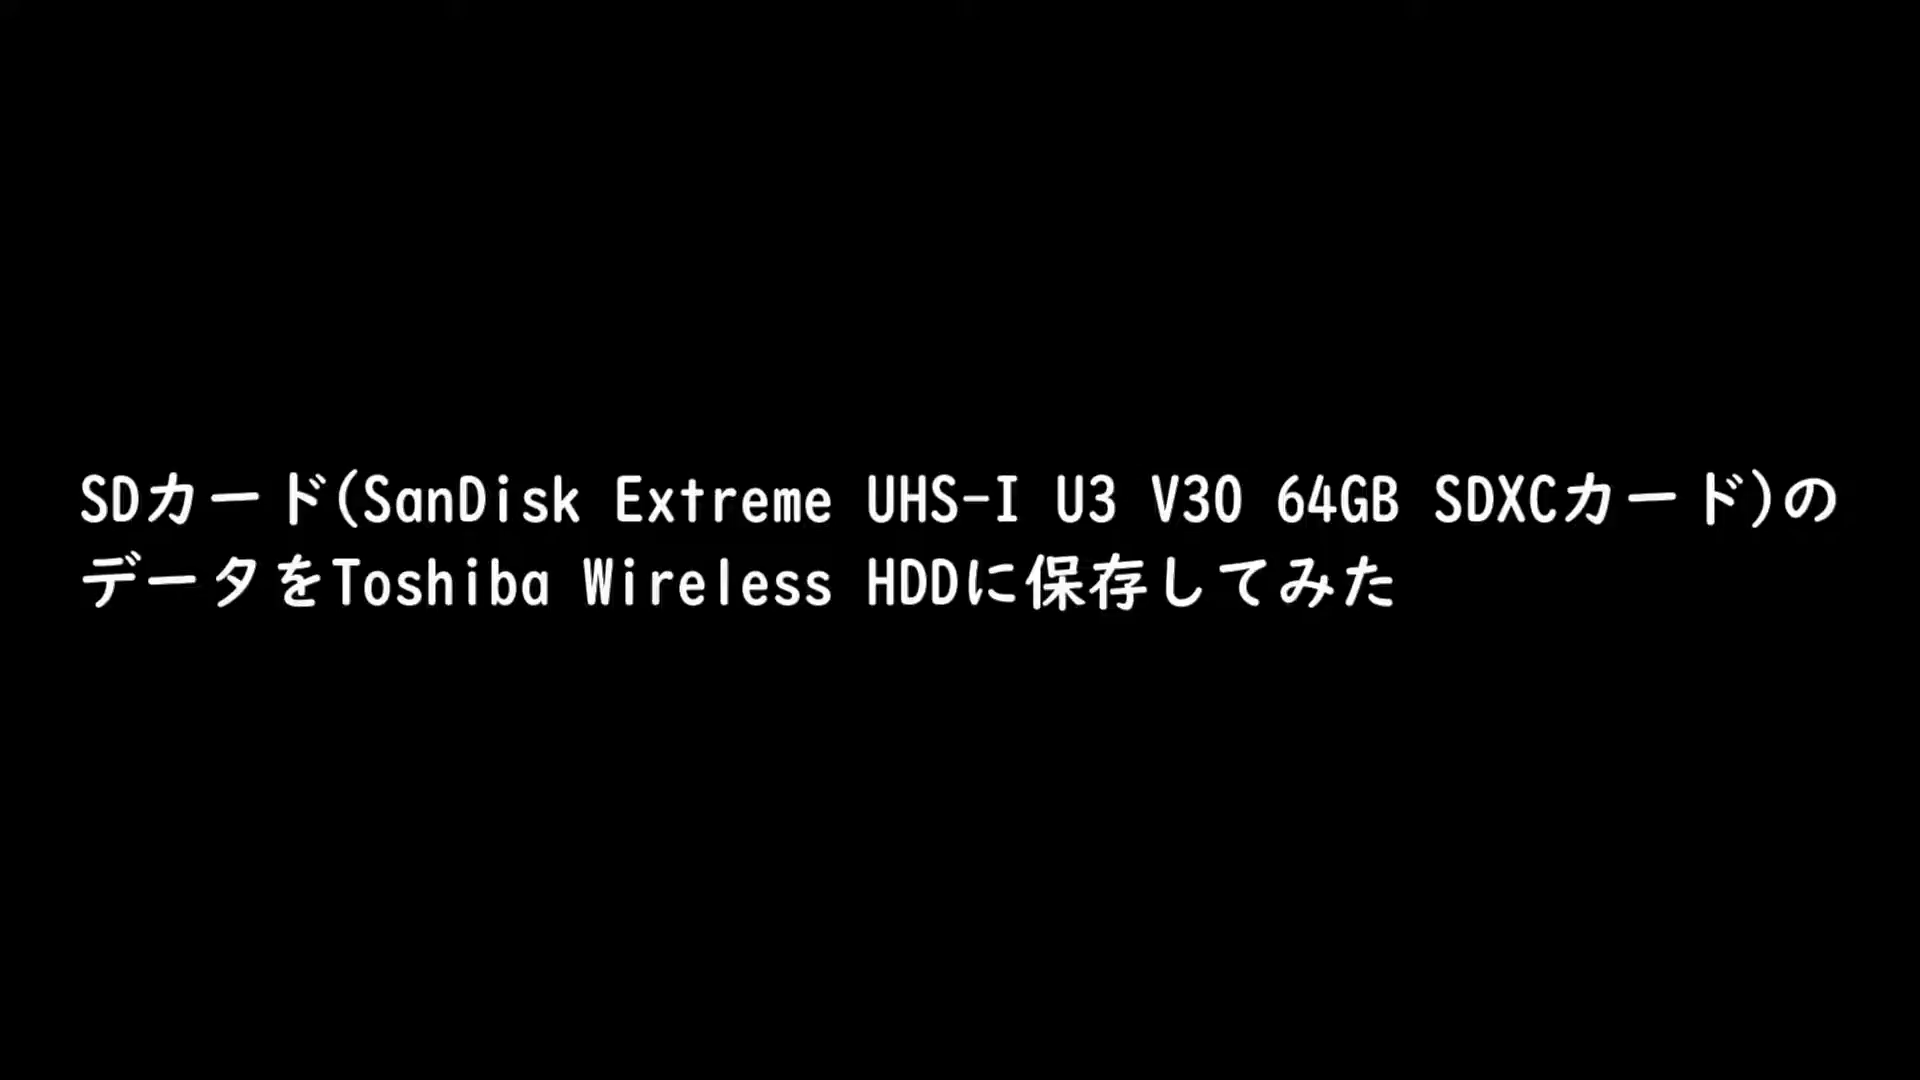 SDカード(SanDisk Extreme UHS-I U3 V30 64GB SDXCカード)の
データをToshiba Wireless HDDに保存してみた